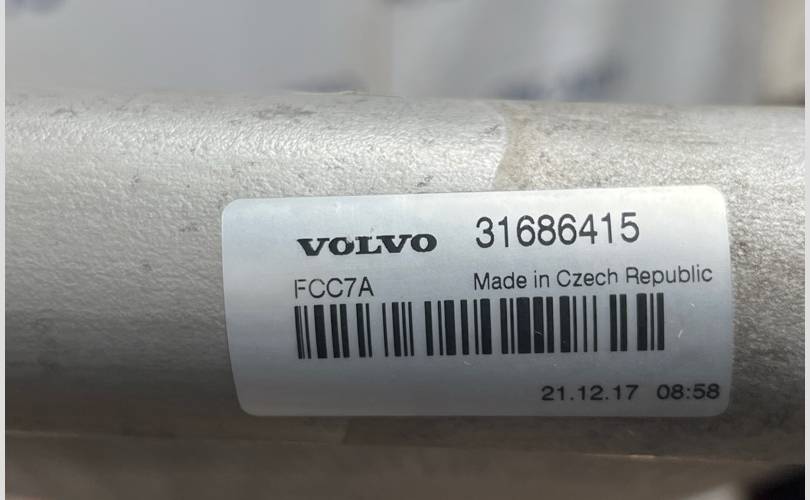 VOLVO 31686415
FCC7A Made in Czech Republic
21.12.17 08:58